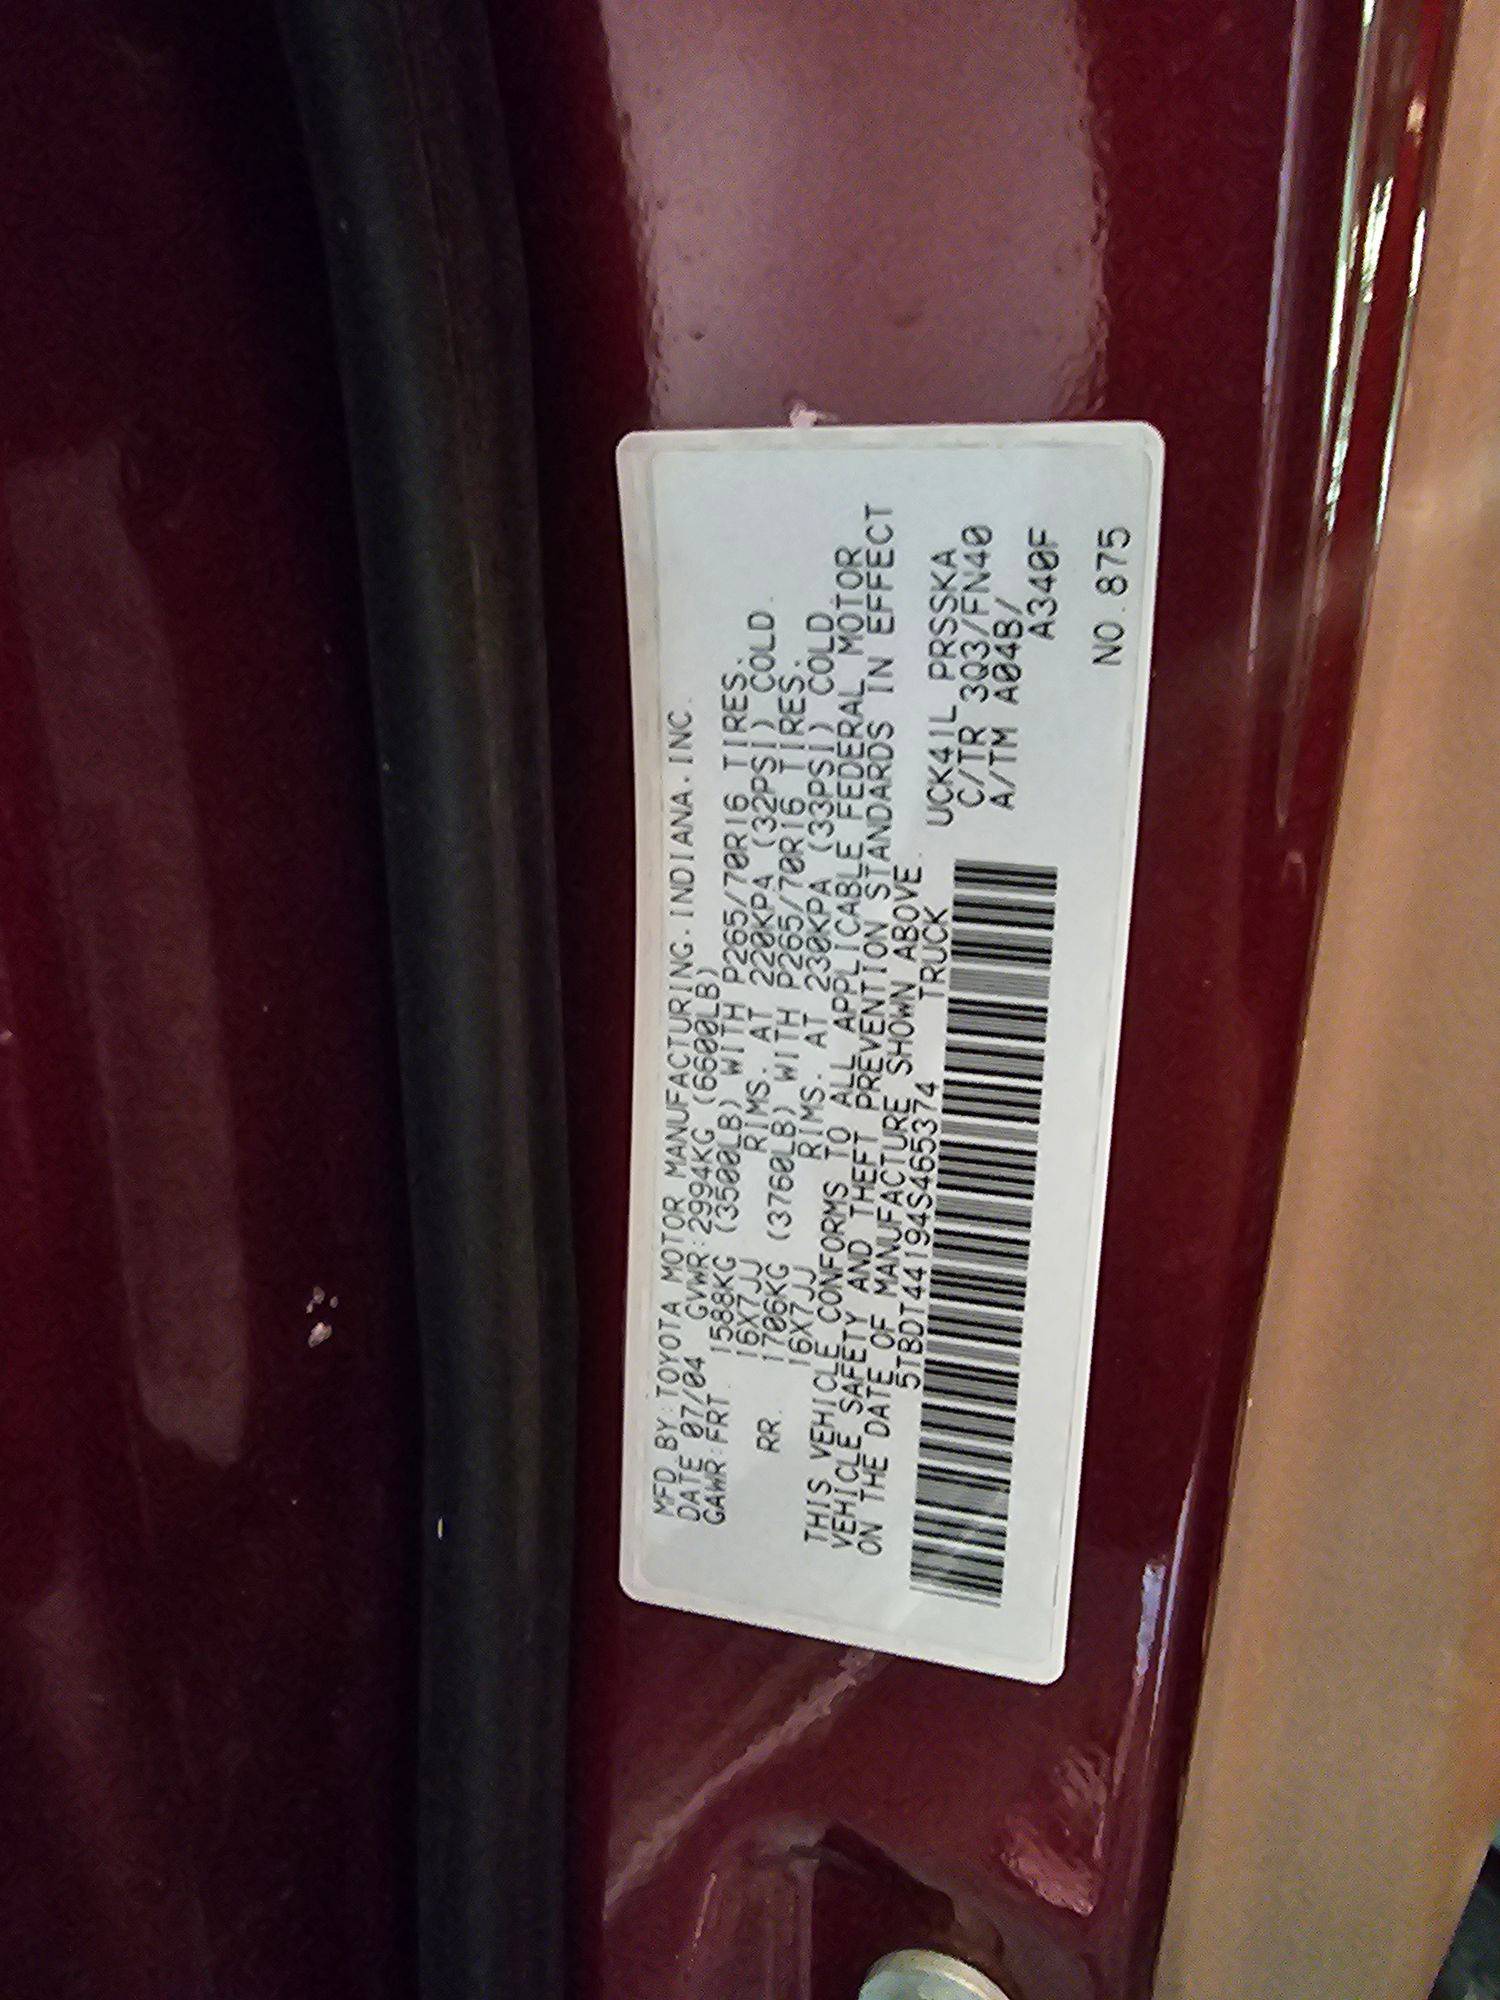 MFD BY:TOYOTA MOTOR MANUFACTURING.INDIANA.INC.
DATE 07/04 GVWR:2994KG (6600LB)
GAWR:FRT. 1588KG (3500LB) WITH P265/70R16 TIRES.
16X7JJ RIMS. AT 220KPA (32PSI) COLD.
RR. 1706KG (3760LB) WITH P265/70R16 TIRES.
16X7JJ RIMS. AT 230KPA (33PSI) COLD
THIS VEHICLE CONFORMS TO ALL APPLICABLE FEDERAL MOTOR
VEHICLE SAFETY AND THEFT PREVENTION STANDARDS IN EFFECT
ON THE DATE OF MANUFACTURE SHOWN ABOVE.
5TBDT44194S465374 TRUCK
UCK41L PRSSKA
C/TR 3Q3/FN40
A/TM A04B/
A340F
NO.875